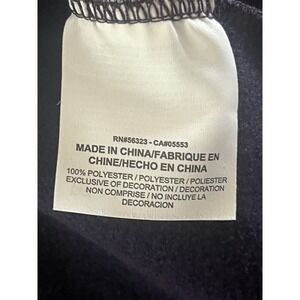 RN#56323 - CA#05553
MADE IN CHINA/FABRIQUE EN
CHINE/HECHO EN CHINA
100% POLYESTER / POLYESTER / POLIESTER
EXCLUSIVE OF DECORATION / DECORATION
NON COMPRISE / NO INCLUYE LA
DECORACION